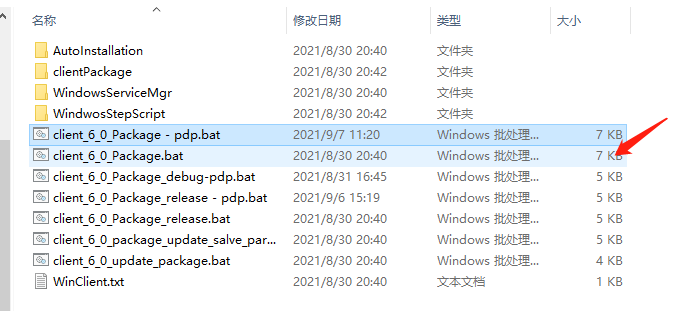 名称 修改日期 类型 大小
AutoInstallation 2021/8/30 20:40 文件夹
clientPackage 2021/8/30 20:42 文件夹
WindowsServiceMgr 2021/8/30 20:40 文件夹
WindwosStepScript 2021/8/30 20:42 文件夹
client_6_0_Package - pdp.bat 2021/9/7 11:20 Windows 批处理... 7 KB
client_6_0_Package.bat 2021/8/30 20:40 Windows 批处理... 7 KB
client_6_0_Package_debug-pdp.bat 2021/8/31 16:45 Windows 批处理... 5 KB
client_6_0_Package_release - pdp.bat 2021/9/6 15:19 Windows 批处理... 5 KB
client_6_0_Package_release.bat 2021/8/30 20:40 Windows 批处理... 5 KB
client_6_0_package_update_salve_par... 2021/8/30 20:40 Windows 批处理... 5 KB
client_6_0_update_package.bat 2021/8/30 20:40 Windows 批处理... 4 KB
WinClient.txt 2021/8/30 20:40 文本文档 1 KB